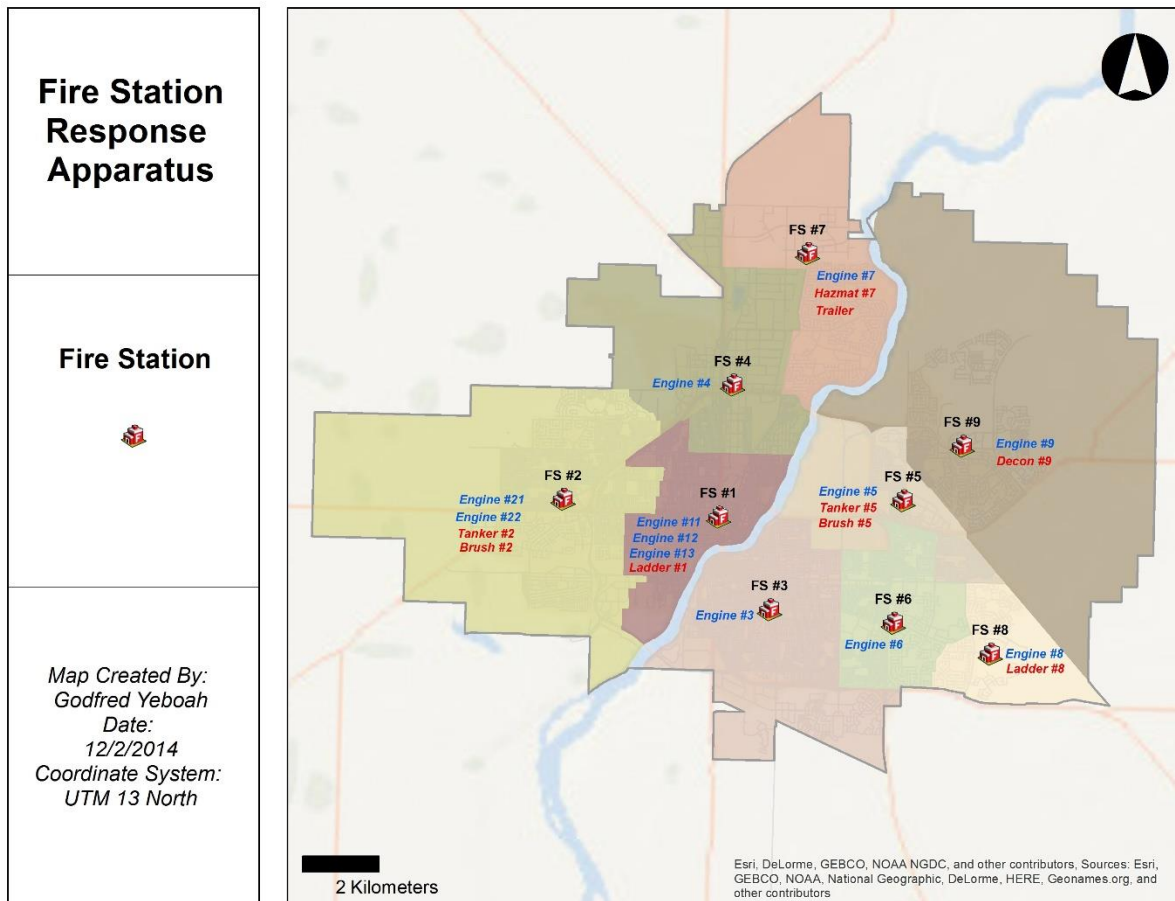 Fire Station
Response
Apparatus
Fire Station
Map Created By:
Godfred Yeboah
Date:
12/2/2014
Coordinate System:
UTM 13 North
FS #7
Engine #7
Hazmat #7
Trailer
FS #4
Engine #4
FS #9
Engine #9
Decon #9
FS #2
Engine #21
Engine #22
Tanker #2
Brush #2
FS #1
Engine #11
Engine #12
Engine #13
Ladder #1
FS #5
Engine #5
Tanker #5
Brush #5
FS #3
Engine #3
FS #6
Engine #6
FS #8
Engine #8
Ladder #8
2 Kilometers
Esri, DeLorme, GEBCO, NOAA NGDC, and other contributors, Sources: Esri,
GEBCO, NOAA, National Geographic, DeLorme, HERE, Geonames.org, and
other contributors